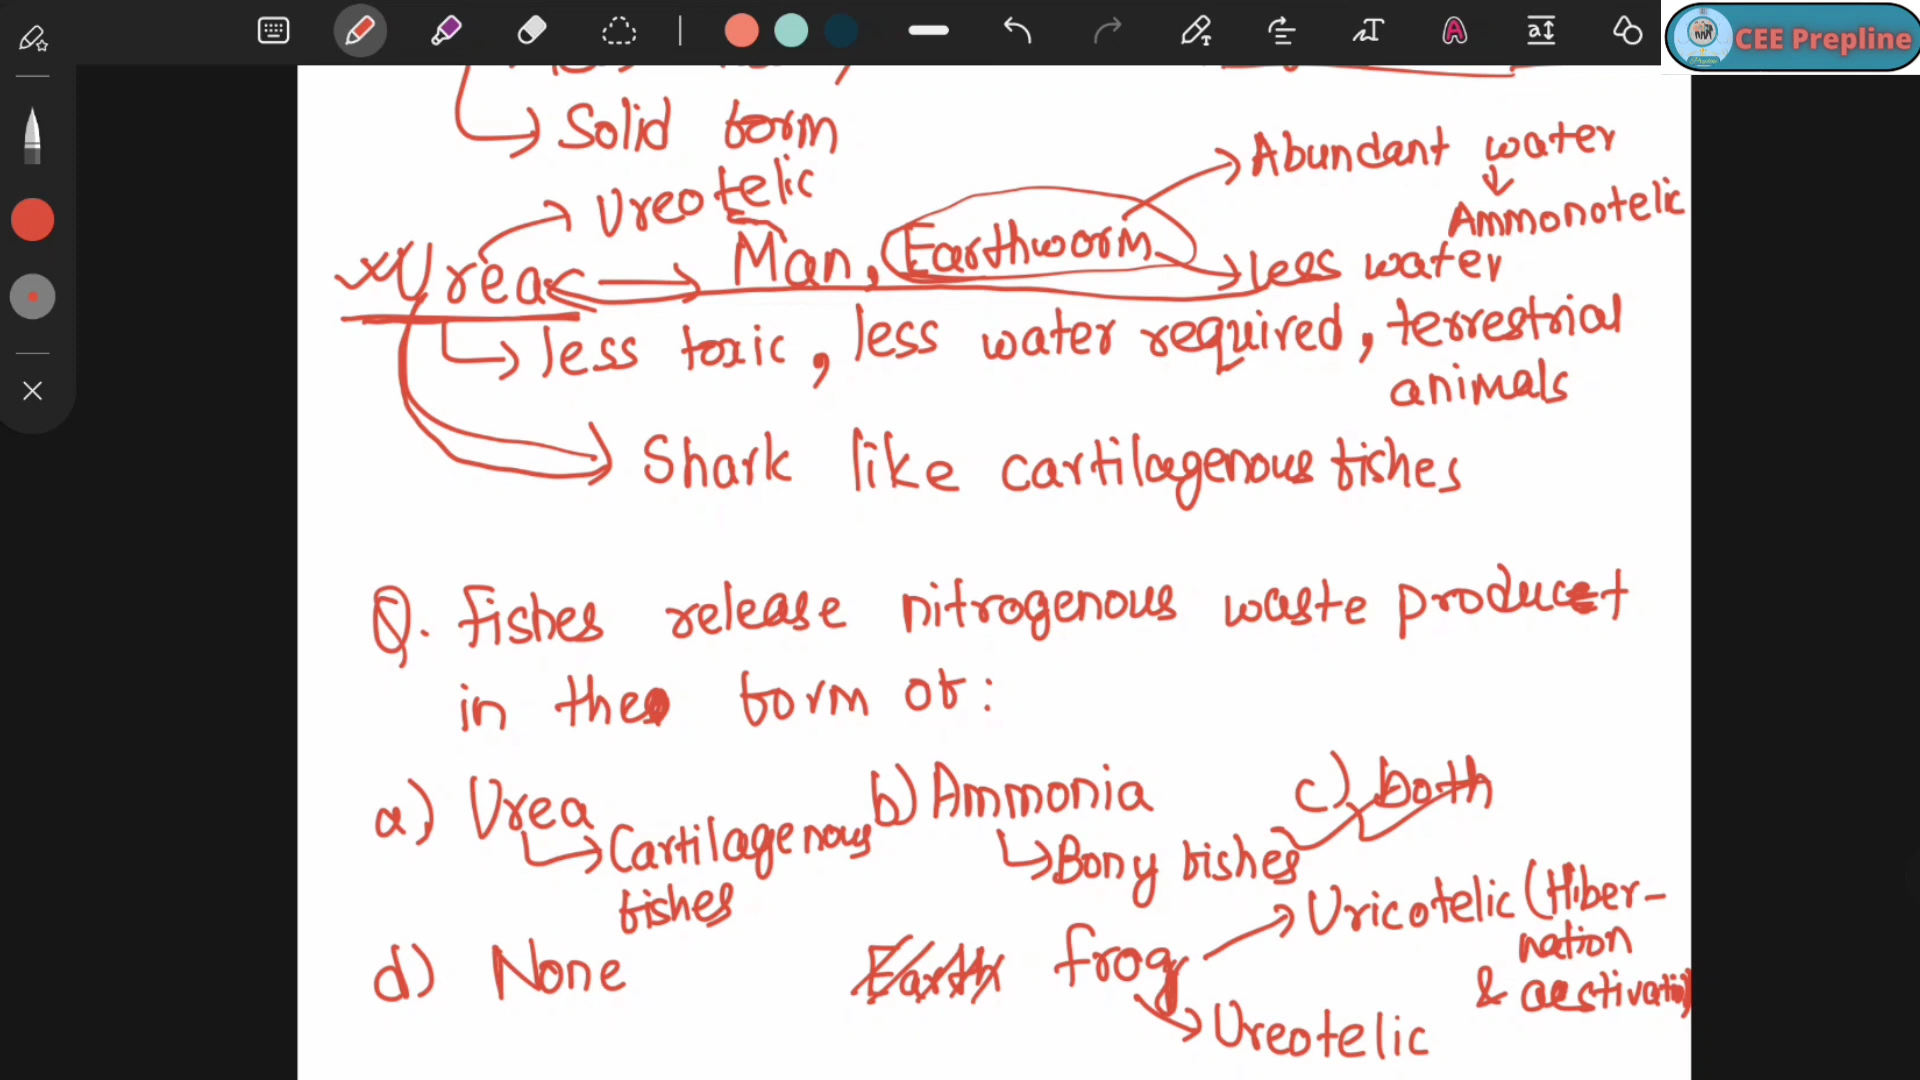 CEE Prepline
Solid form
Abundant water
Ureotelic
Ammonotelic
Urea → Man, Earthworm
less water
less toxic, less water required, terrestrial
animals
Shark like cartilagenous fishes
Q. fishes release nitrogenous waste product
in the form of:
a) Urea b) Ammonia c) both
Cartilagenous Bony fishes
fishes
Uricotelic (Hiber-
nation
& aestivation)
d) None Earth frog
Ureotelic